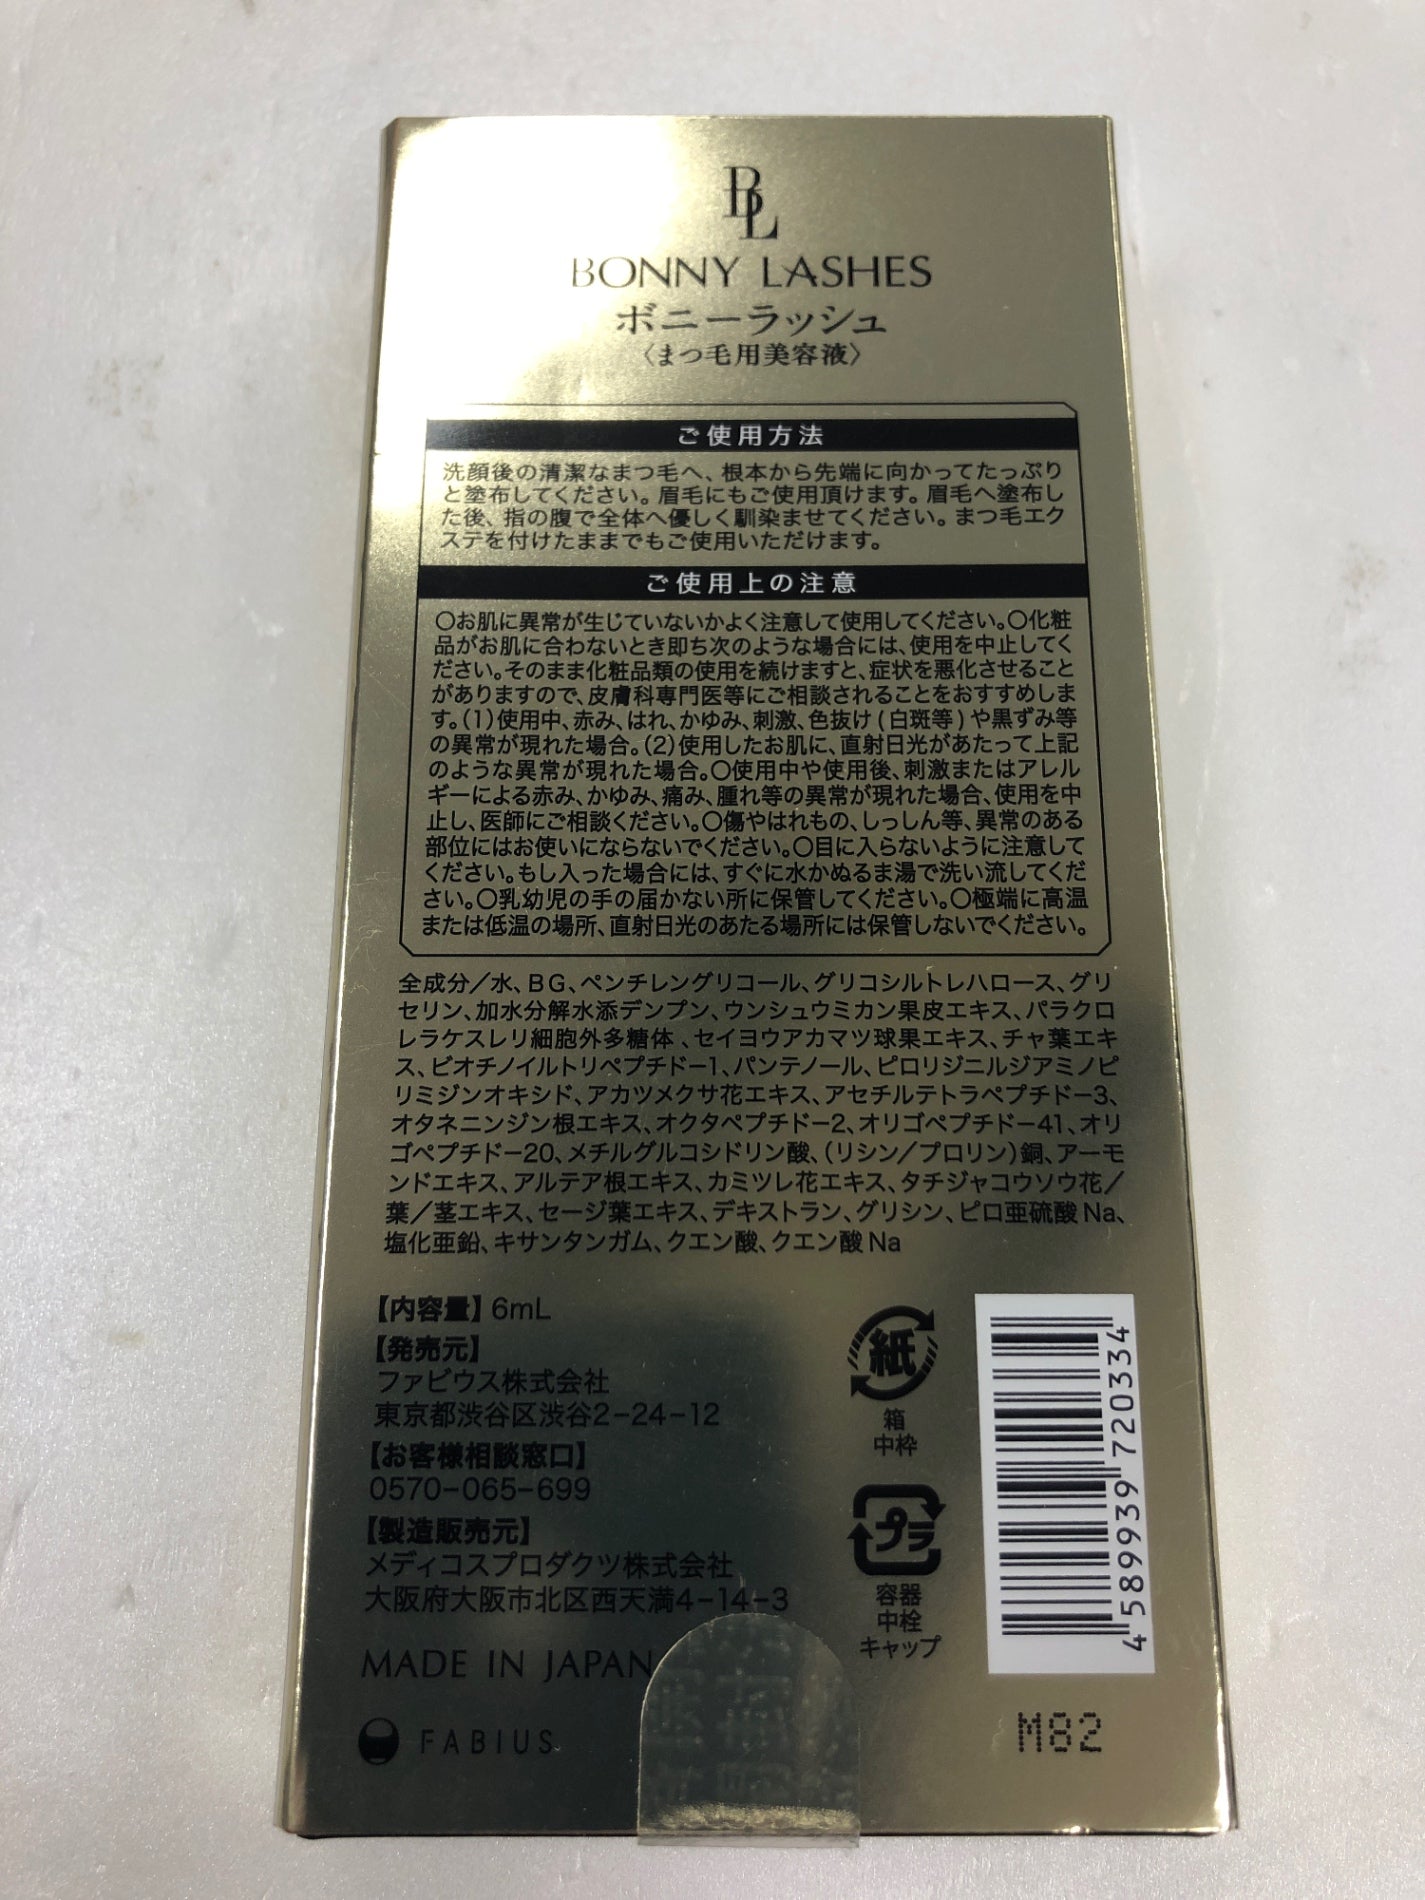 BL
BONNY LASHES
ボニーラッシュ
〈まつ毛用美容液〉
ご使用方法
洗顔後の清潔なまつ毛へ、根本から先端に向かってたっぷり
と塗布してください。眉毛にもご使用頂けます。眉毛へ塗布し
た後、指の腹で全体へ優しく馴染ませてください。まつ毛エク
ステを付けたままでもご使用いただけます。
ご使用上の注意
〇お肌に異常が生じていないかよく注意して使用してください。〇化粧
品がお肌に合わないとき即ち次のような場合には、使用を中止してく
ださい。そのまま化粧品類の使用を続けますと、症状を悪化させること
がありますので、皮膚科専門医等にご相談されることをおすすめしま
す。(1)使用中、赤み、はれ、かゆみ、刺激、色抜け(白斑等)や黒ずみ等
の異常が現れた場合。(2)使用したお肌に、直射日光があたって上記
のような異常が現れた場合。〇使用中や使用後、刺激またはアレル
ギーによる赤み、かゆみ、痛み、腫れ等の異常が現れた場合、使用を中
止し、医師にご相談ください。〇傷やはれもの、しっしん等、異常のある
部位にはお使いにならないでください。〇目に入らないように注意して
ください。もし入った場合には、すぐに水かぬるま湯で洗い流してくだ
さい。〇乳幼児の手の届かない所に保管してください。〇極端に高温
または低温の場所、直射日光のあたる場所には保管しないでください。
全成分／水、BG、ペンチレングリコール、グリコシルトレハロース、グリ
セリン、加水分解水添デンプン、ウンシュウミカン果皮エキス、パラクロ
レラケスレリ細胞外多糖体、セイヨウアカマツ球果エキス、チャ葉エキ
ス、ビオチノイルトリペプチドー1、パンテノール、ピロリジニルジアミノピ
リミジンオキシド、アカツメクサ花エキス、アセチルテトラペプチドー3、
オタネニンジン根エキス、オクタペプチドー2、オリゴペプチドー41、オリ
ゴペプチドー20、メチルグルコシドリン酸、(リシン／プロリン)銅、アーモ
ンドエキス、アルテア根エキス、カミツレ花エキス、タチジャコウソウ花／
葉／茎エキス、セージ葉エキス、デキストラン、グリシン、ピロ亜硫酸Na、
塩化亜鉛、キサンタンガム、クエン酸、クエン酸Na
【内容量】6mL
【発売元】
ファビウス株式会社
東京都渋谷区渋谷2-24-12
【お客様相談窓口】
0570-065-699
【製造販売元】
メディコスプロダクツ株式会社
大阪府大阪市北区西天満4-14-3
MADE IN JAPAN
FABIUS
紙
箱
中枠
プラ
容器
中栓
キャップ
4589939720334
M82